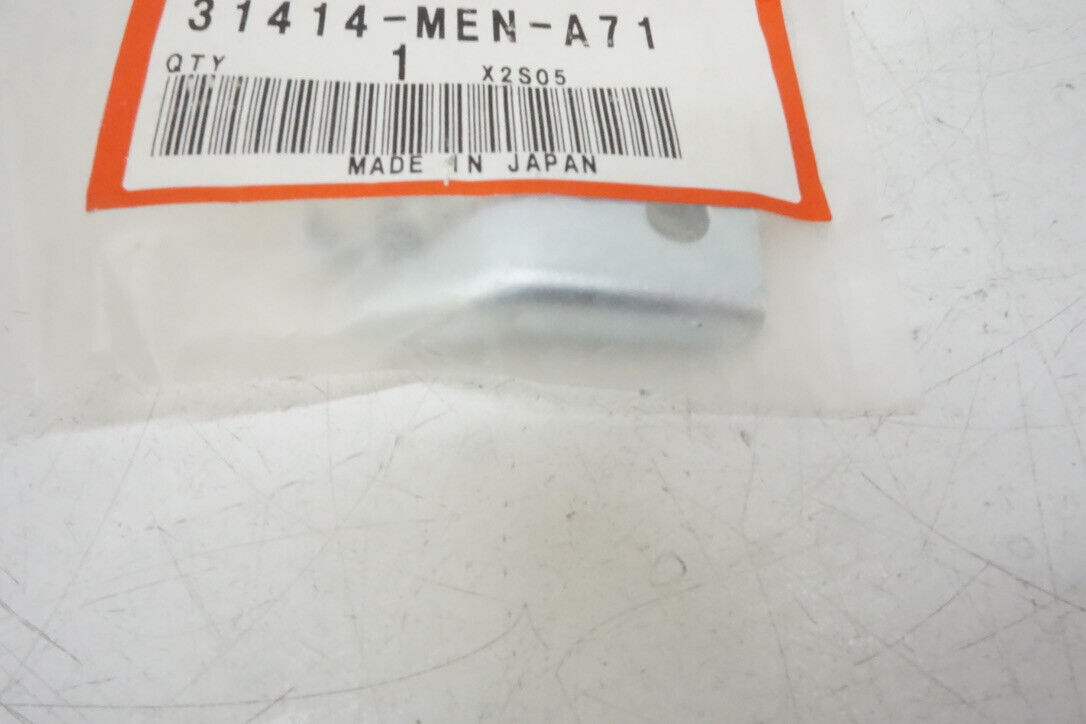 31414-MEN-A71
QTY 1 X2S05
MADE IN JAPAN